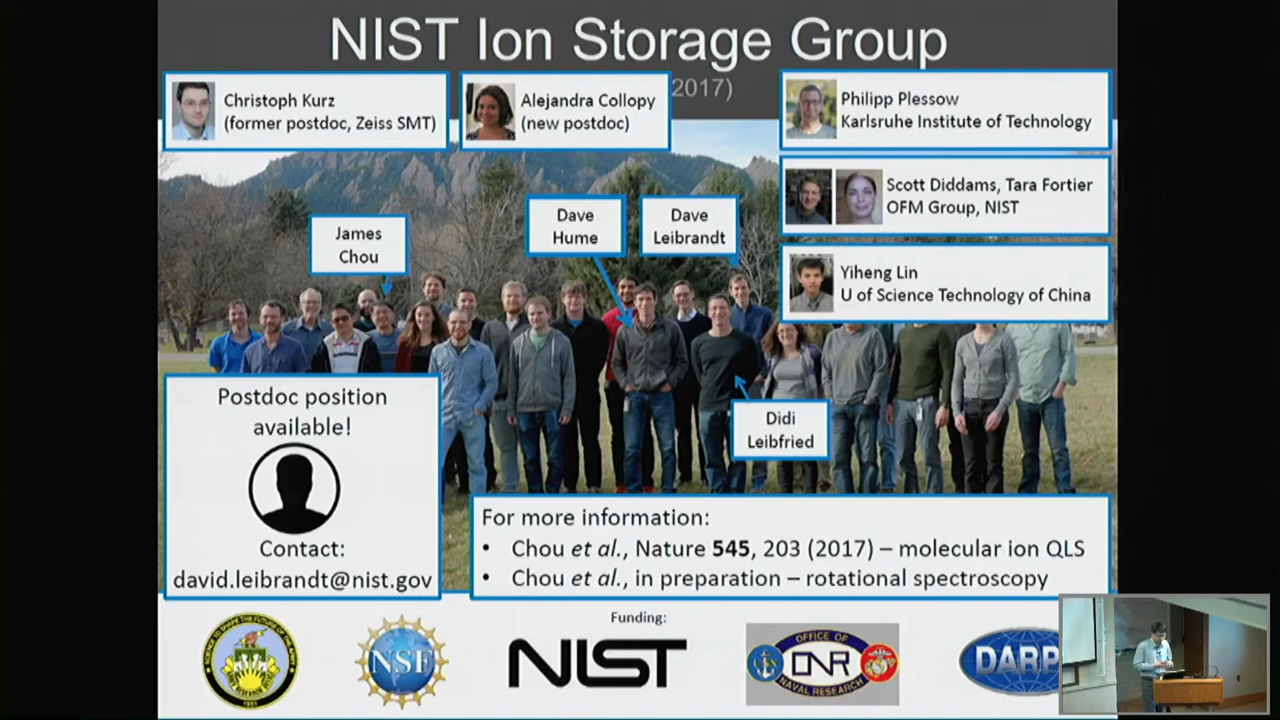 NIST Ion Storage Group
2017)
Christoph Kurz
(former postdoc, Zeiss SMT)
Alejandra Collopy
(new postdoc)
Philipp Plessow
Karlsruhe Institute of Technology
Scott Diddams, Tara Fortier
OFM Group, NIST
Yiheng Lin
U of Science Technology of China
James
Chou
Dave
Hume
Dave
Leibrandt
Didi
Leibfried
Postdoc position
available!
Contact:
david.leibrandt@nist.gov
For more information:
• Chou et al., Nature 545, 203 (2017) – molecular ion QLS
• Chou et al., in preparation – rotational spectroscopy
Funding:
NSF
NIST
OFFICE OF
ONR
NAVAL RESEARCH
DARP